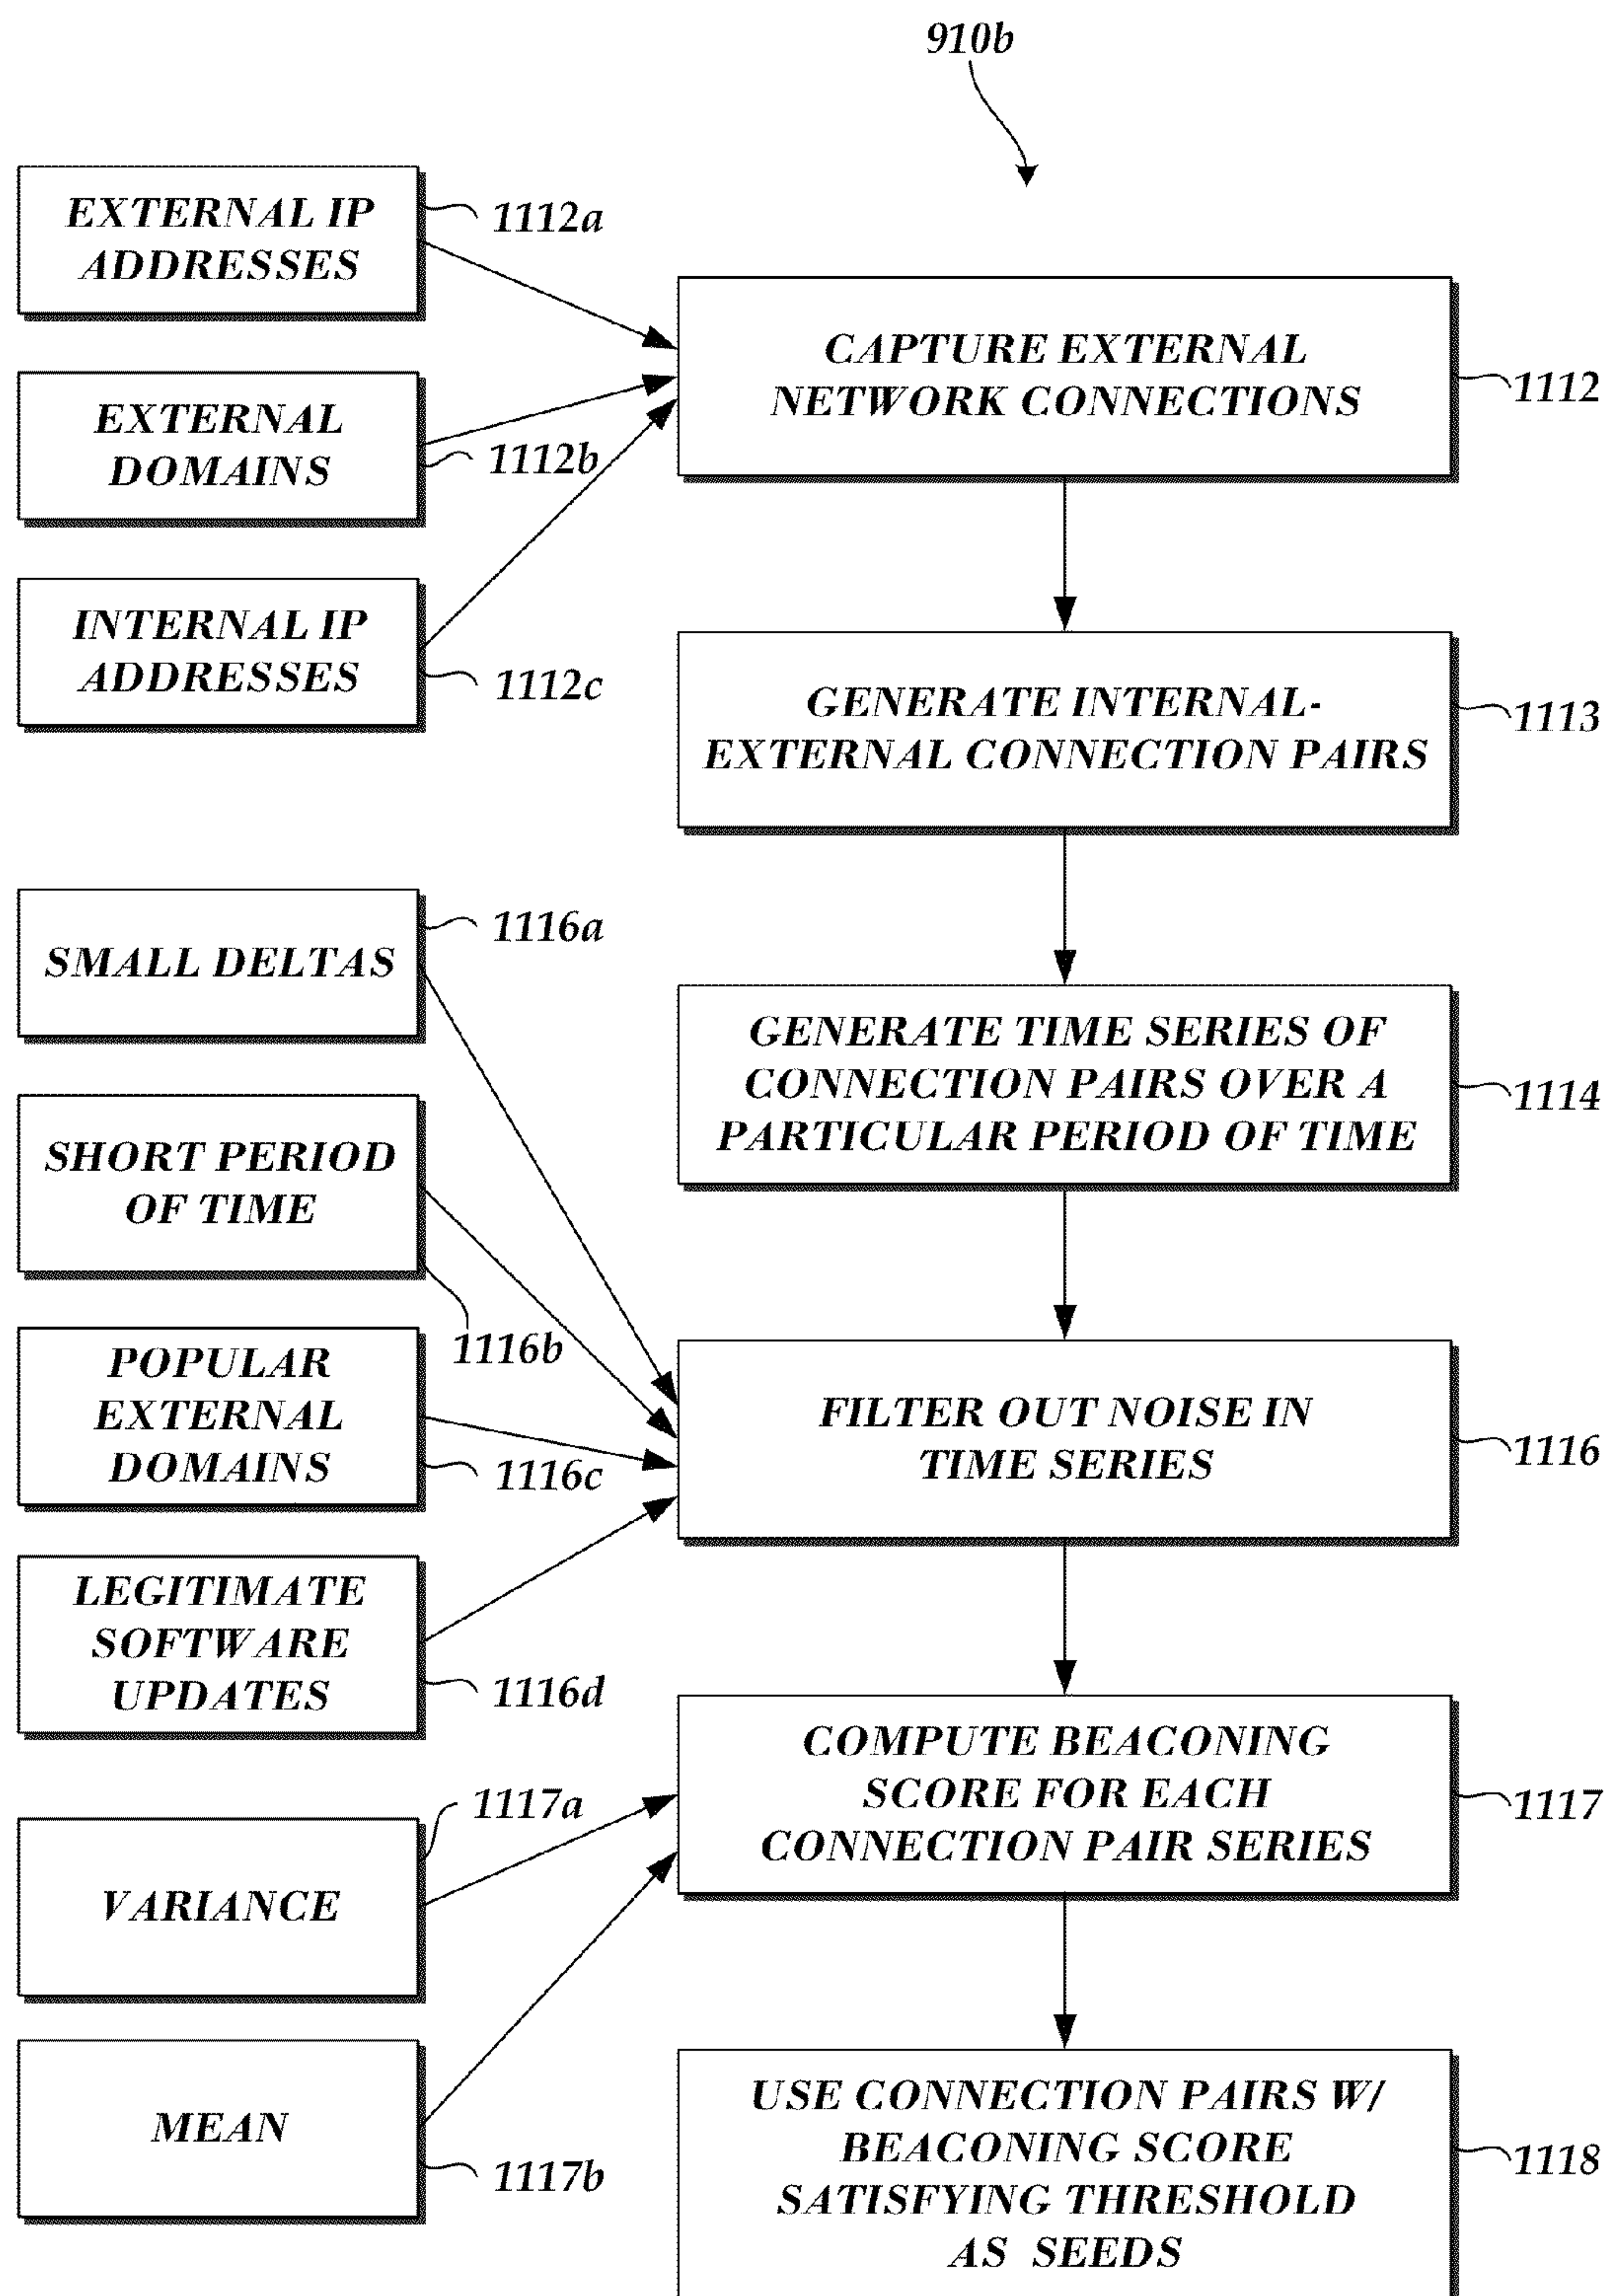 910b
EXTERNAL IP
ADDRESSES
1112a
EXTERNAL
DOMAINS
1112b
INTERNAL IP
ADDRESSES
1112c
CAPTURE EXTERNAL
NETWORK CONNECTIONS
1112
GENERATE INTERNAL-
EXTERNAL CONNECTION PAIRS
1113
SMALL DELTAS
1116a
GENERATE TIME SERIES OF
CONNECTION PAIRS OVER A
PARTICULAR PERIOD OF TIME
1114
SHORT PERIOD
OF TIME
1116b
POPULAR
EXTERNAL
DOMAINS
1116c
FILTER OUT NOISE IN
TIME SERIES
1116
LEGITIMATE
SOFTWARE
UPDATES
1116d
COMPUTE BEACONING
SCORE FOR EACH
CONNECTION PAIR SERIES
1117
1117a
VARIANCE
MEAN
1117b
USE CONNECTION PAIRS W/
BEACONING SCORE
SATISFYING THRESHOLD
AS SEEDS
1118